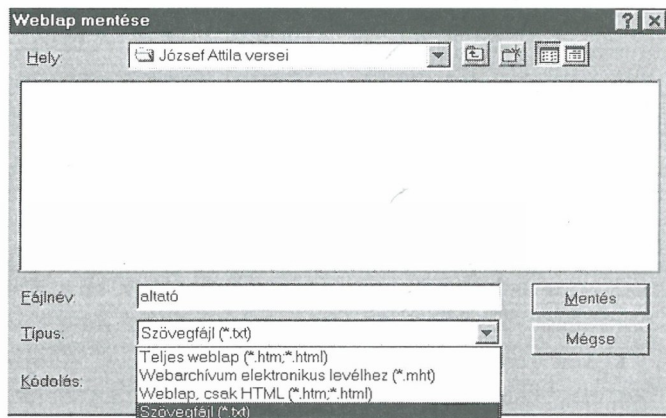 Weblap mentése
Hely: József Attila versei
Fájlnév: altató Mentés
Típus: Szövegfájl (*.txt) Mégse
Teljes weblap (*.htm;*.html)
Webarchívum elektronikus levélhez (*.mht)
Kódolás: Weblap, csak HTML (*.htm;*.html)
Szövegfájl (*.txt)